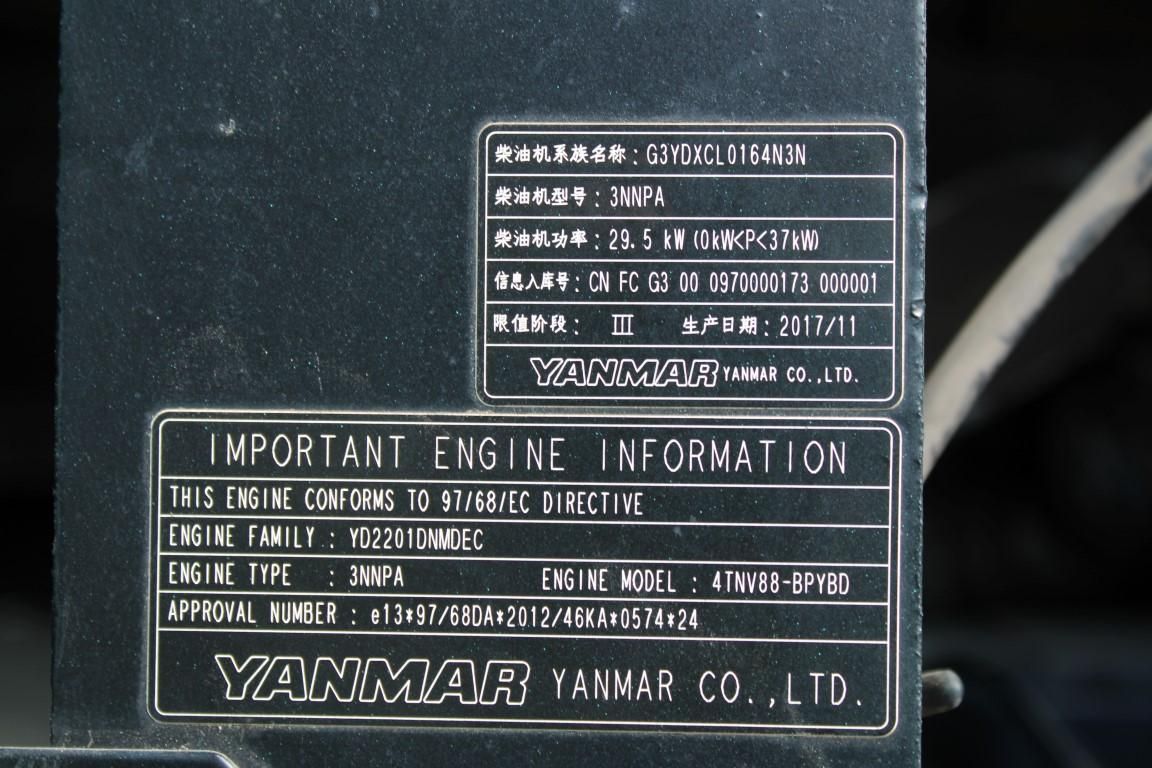 柴油机系族名称：G3YDXCL0164N3N
柴油机型号：3NNPA
柴油机功率：29.5 kW (0kW<P<37kW)
信息入库号：CN FC G3 00 0970000173 000001
限值阶段： III 生产日期：2017/11
YANMAR YANMAR CO.,LTD.
IMPORTANT ENGINE INFORMATION
THIS ENGINE CONFORMS TO 97/68/EC DIRECTIVE
ENGINE FAMILY : YD2201DNMDEC
ENGINE TYPE : 3NNPA ENGINE MODEL : 4TNV88-BPYBD
APPROVAL NUMBER : e13*97/68DA*2012/46KA*0574*24
YANMAR YANMAR CO.,LTD.